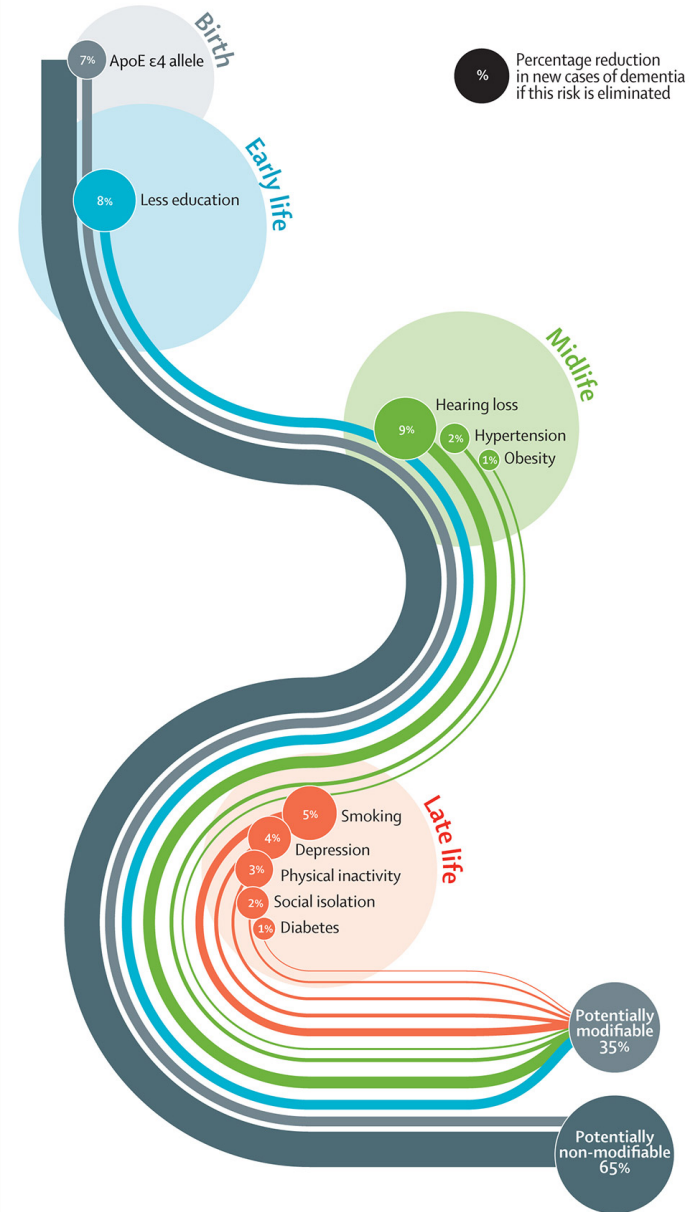 Birth
7%
ApoE ε4 allele
%
Percentage reduction
in new cases of dementia
if this risk is eliminated
Early life
8%
Less education
Midlife
Hearing loss
9%
2%
Hypertension
1%
Obesity
Late life
5%
Smoking
4%
Depression
3%
Physical inactivity
2%
Social isolation
1%
Diabetes
Potentially
modifiable
35%
Potentially
non-modifiable
65%